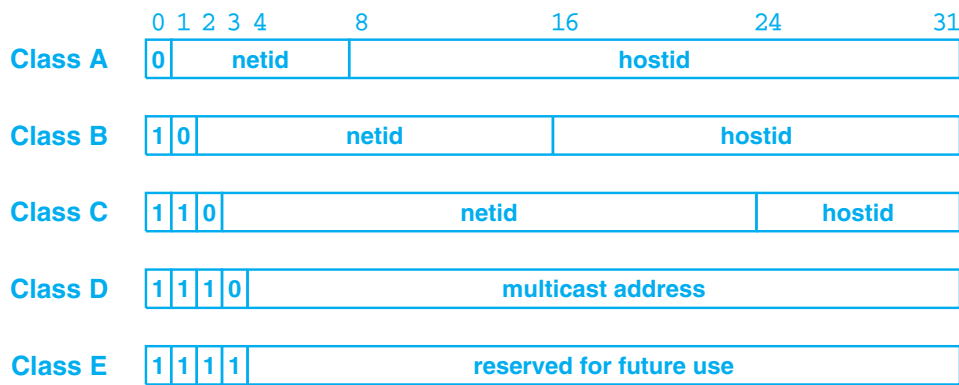 0 1 2 3 4 8 16 24 31
Class A 0 netid hostid
Class B 1 0 netid hostid
Class C 1 1 0 netid hostid
Class D 1 1 1 0 multicast address
Class E 1 1 1 1 reserved for future use